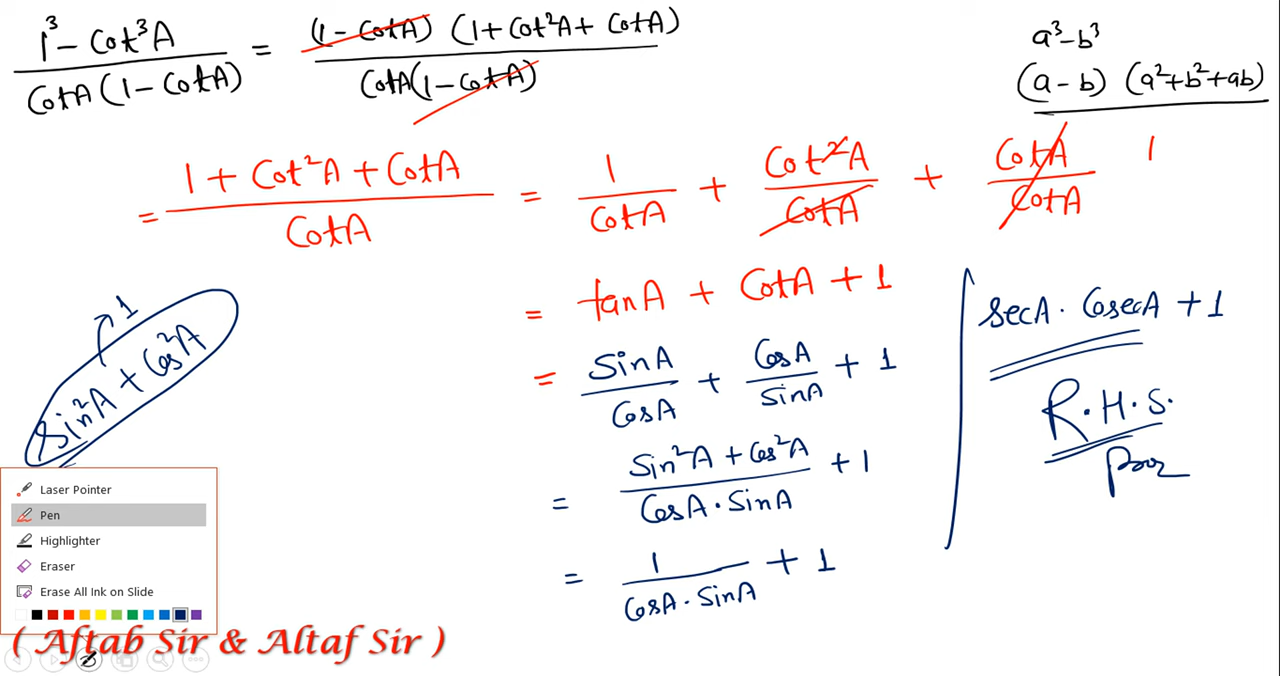 1³ - Cot³A / CotA (1 - CotA) = (1 - CotA) (1 + Cot²A + CotA) / CotA (1 - CotA)
a³ - b³
(a - b) (a² + b² + ab)
= 1 + Cot²A + CotA / CotA = 1 / CotA + Cot²A / CotA + CotA / CotA 1
= tanA + CotA + 1
= SinA / CosA + CosA / SinA + 1
= Sin²A + Cos²A / CosA · SinA + 1
= 1 / CosA · SinA + 1
secA · CosecA + 1
R.H.S.
Sin²A + Cos²A
1
Laser Pointer
Pen
Highlighter
Eraser
Erase All Ink on Slide
( Aftab Sir & Altaf Sir )